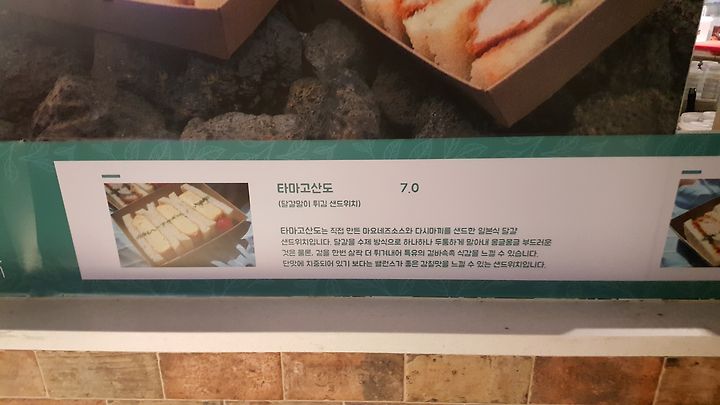 타마고산도 7.0
(달걀말이 튀김 샌드위치)
타마고산도는 직접 만든 마요네즈소스와 다시마끼를 샌드한 일본식 달걀
샌드위치입니다. 달걀을 수제 방식으로 하나하나 두툼하게 말아내 몽글몽글 부드러운
것은 물론, 겉을 한번 살짝 더 튀겨내어 특유의 겉바속촉 식감을 느낄 수 있습니다.
단맛에 치중되어 있기 보다는 밸런스가 좋은 감칠맛을 느낄 수 있는 샌드위치입니다.